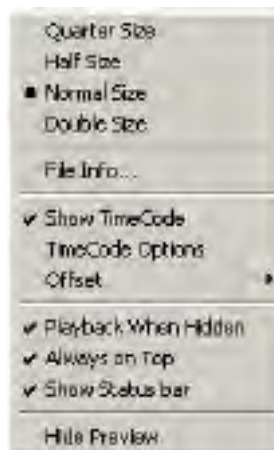 Quarter Size
Half Size
Normal Size
Double Size
File Info...
Show TimeCode
TimeCode Options
Offset
Playback When Hidden
Always on Top
Show Status bar
Hide Preview